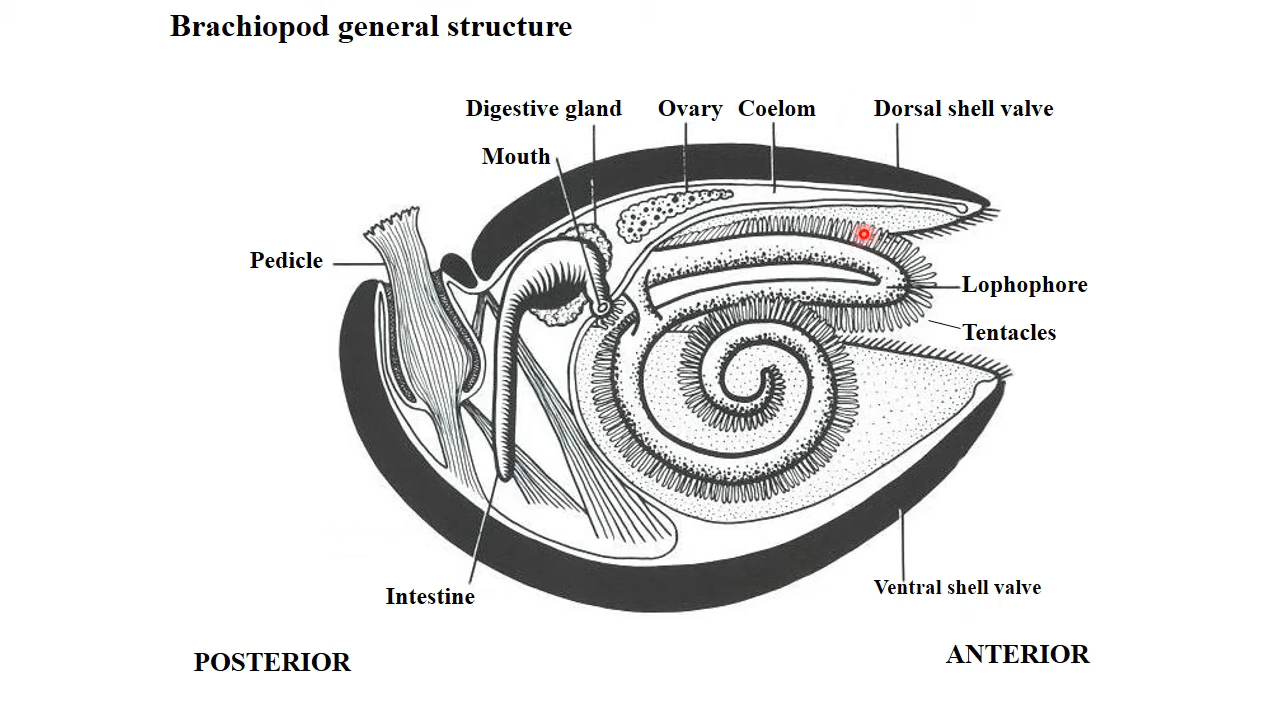 Brachiopod general structure
Digestive gland
Ovary
Coelom
Dorsal shell valve
Mouth
Pedicle
Lophophore
Tentacles
Ventral shell valve
Intestine
POSTERIOR
ANTERIOR